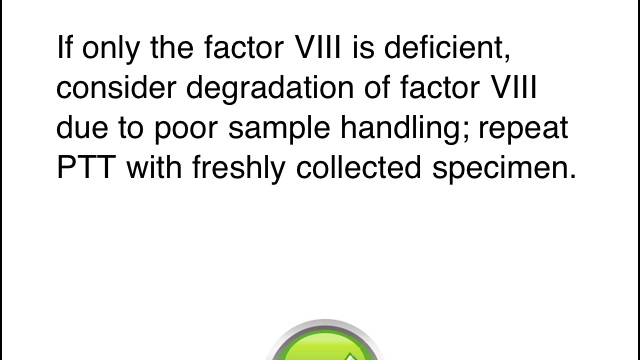 If only the factor VIII is deficient,
consider degradation of factor VIII
due to poor sample handling; repeat
PTT with freshly collected specimen.